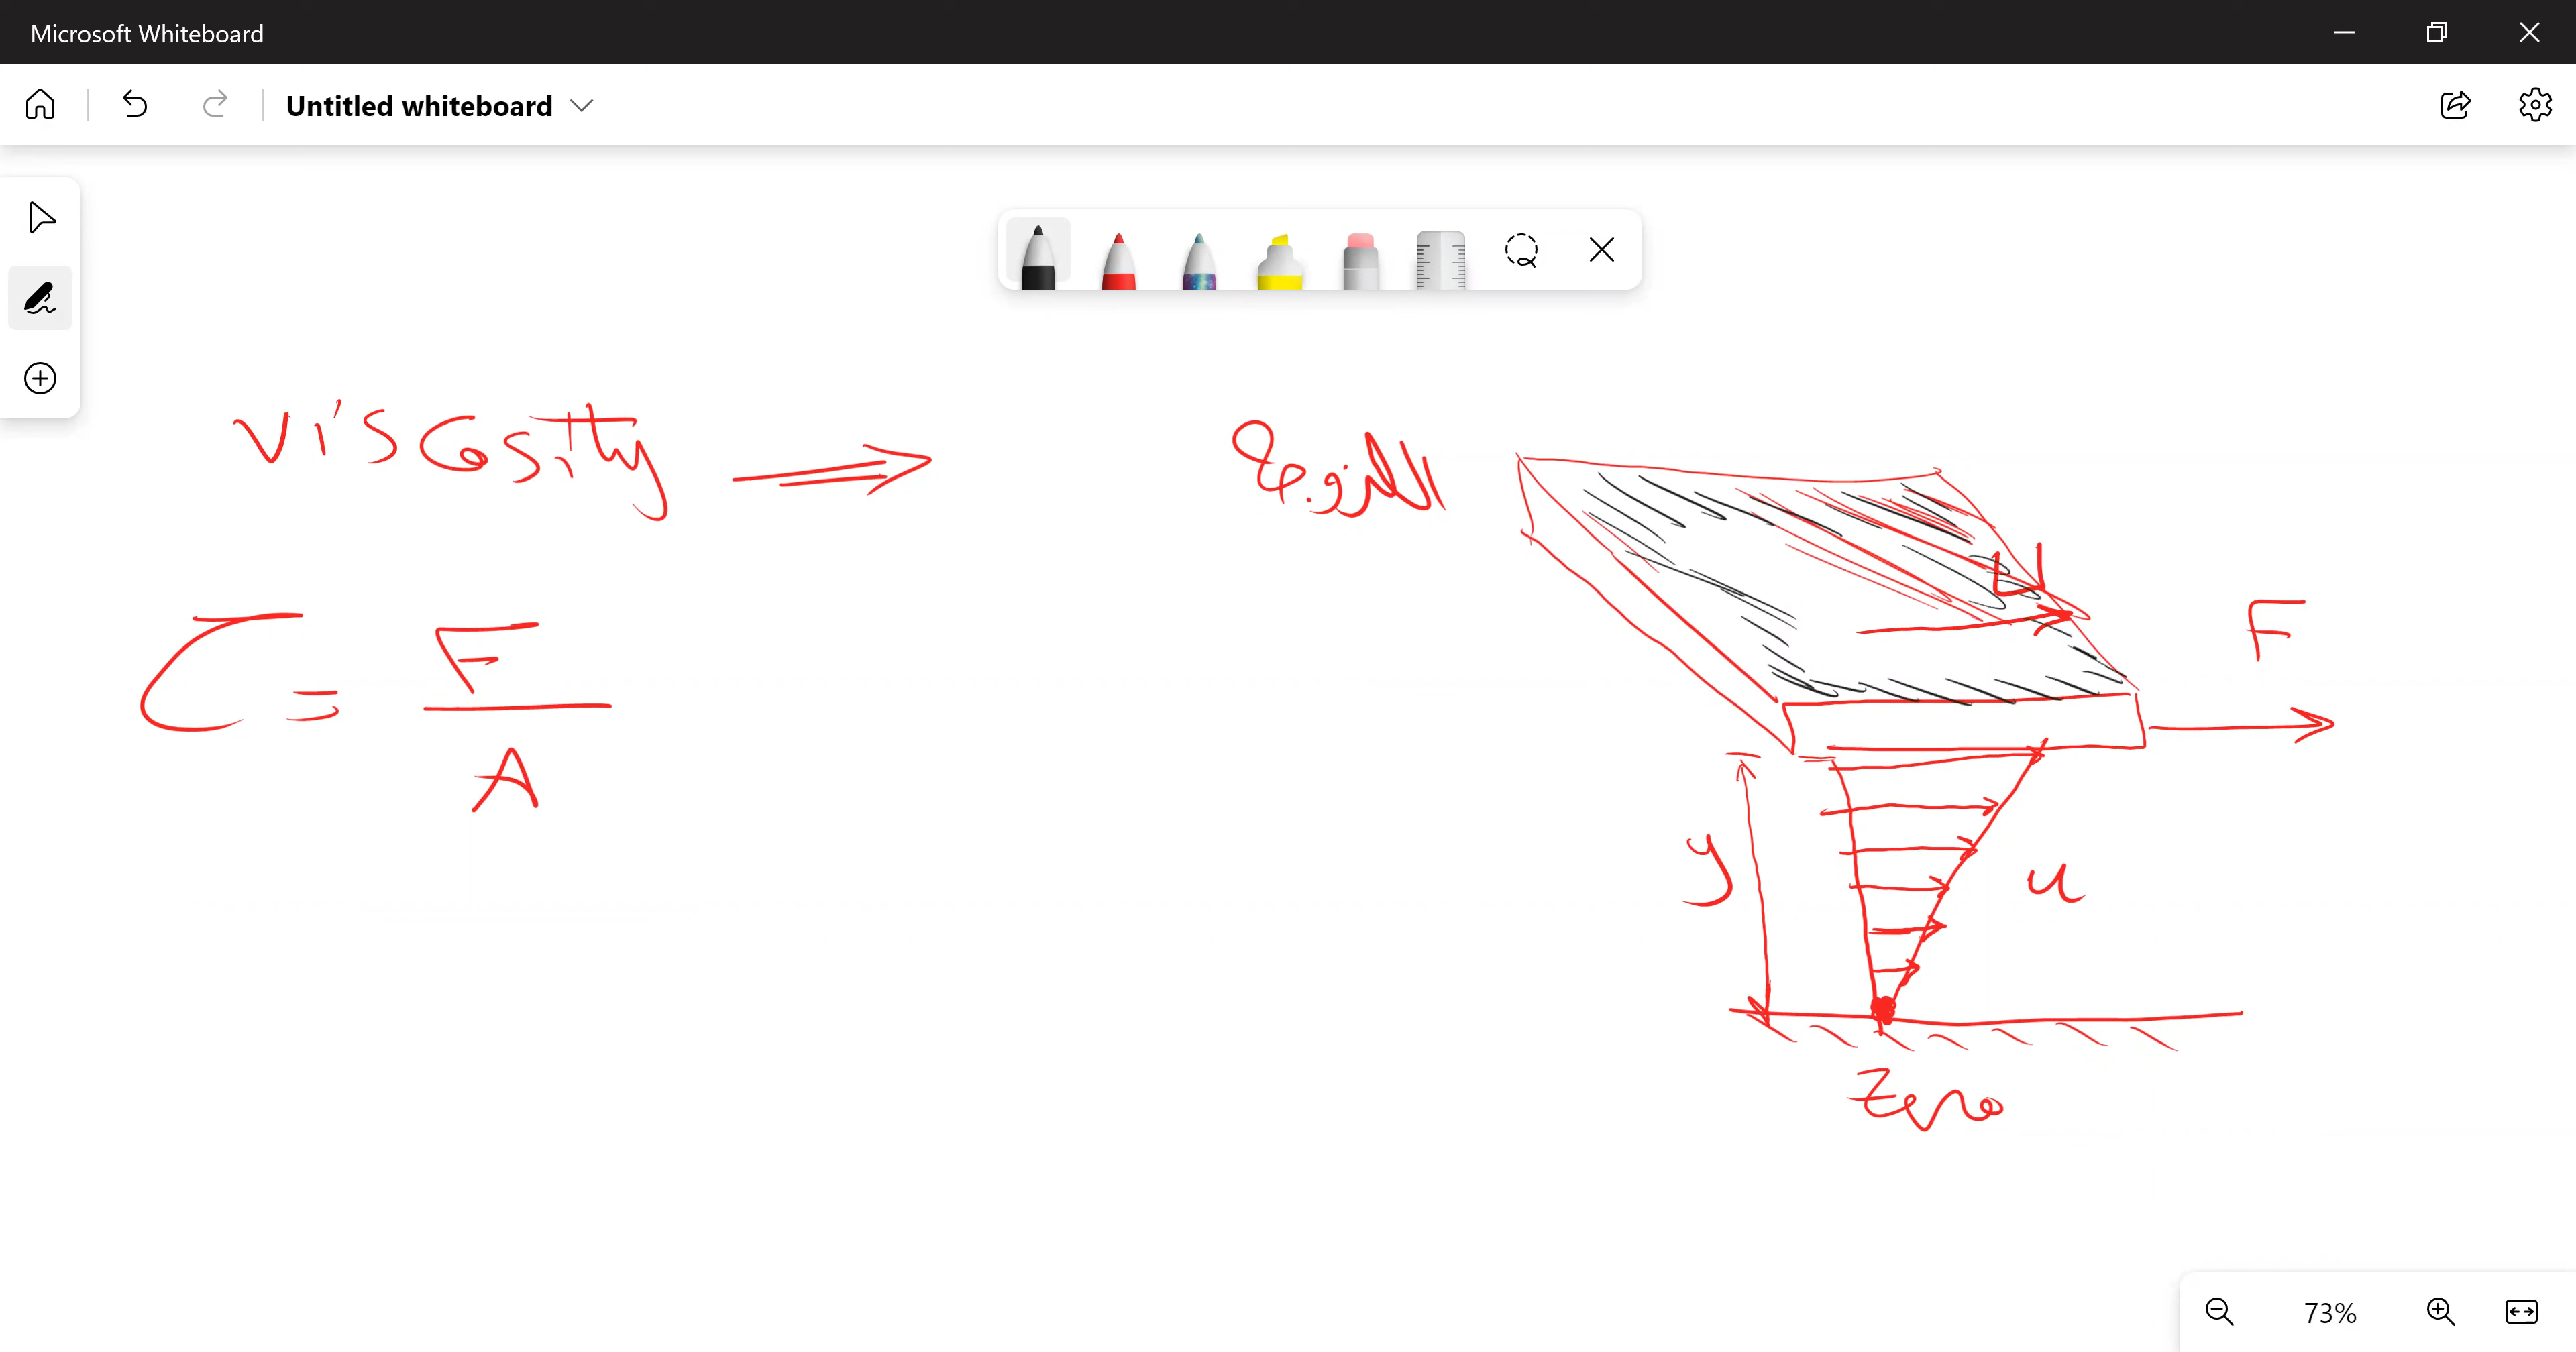 Microsoft Whiteboard
Untitled whiteboard
viscosity ⇒ اللزوجة
τ = F / A
U
F
y
u
Zero
73%